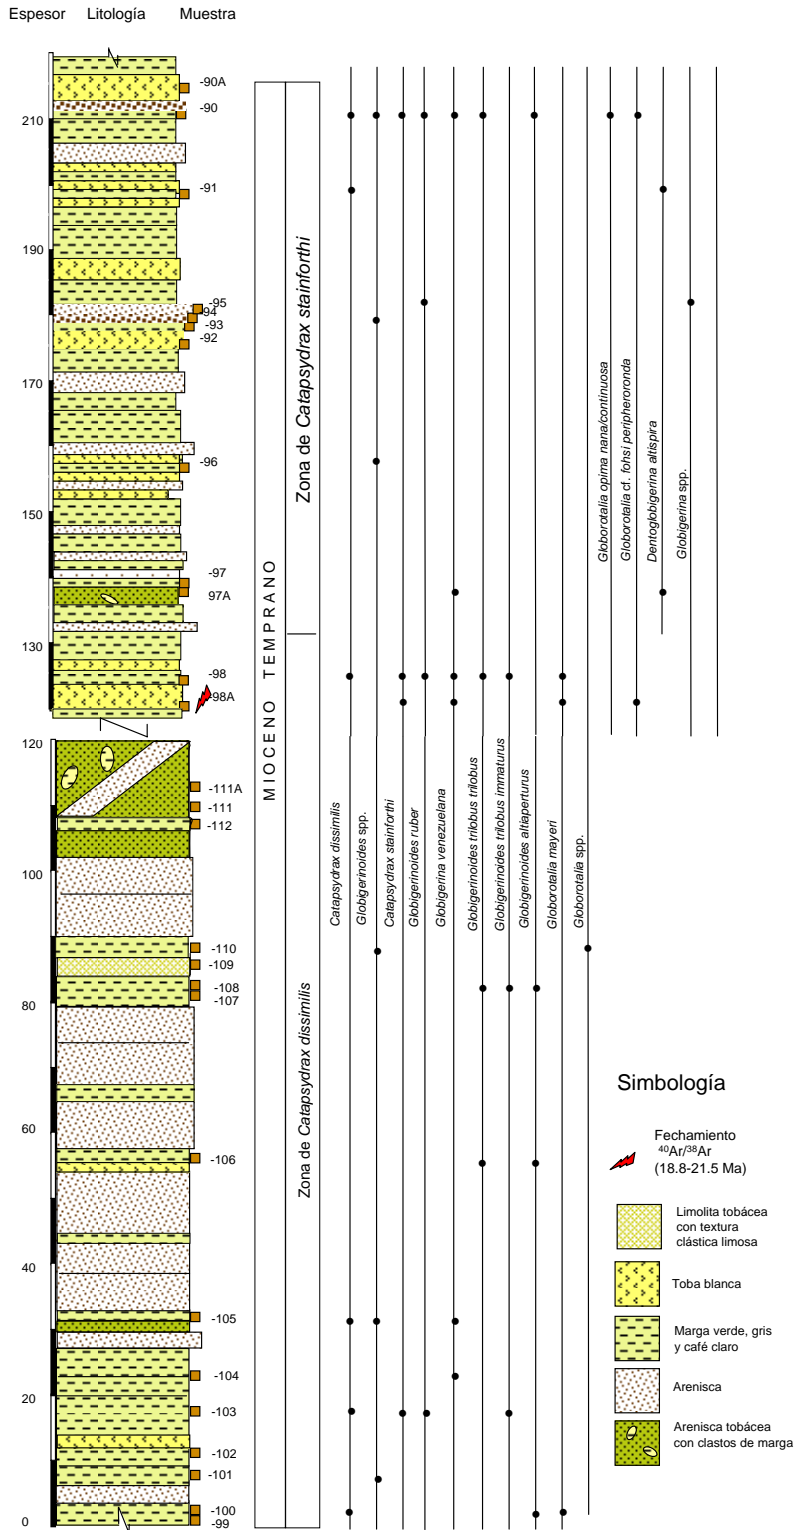 Espesor Litología Muestra
-90A
-90
210
-91
190
-95
-94
-93
-92
170
-96
150
-97
97A
130
-98
-98A
120
-111A
-111
-112
100
-110
-109
-108
80
-107
60
-106
40
-105
-104
20
-103
-102
-101
-100
0
-99
MIOCENO TEMPRANO
Zona de Catapsydrax stainforthi
Zona de Catapsydrax dissimilis
Catapsydrax dissimilis
Globigerinoides spp.
Catapsydrax stainforthi
Globigerinoides ruber
Globigerina venezuelana
Globigerinoides trilobus trilobus
Globigerinoides trilobus immaturus
Globigerinoides altiaperturus
Globorotalia mayeri
Globorotalia spp.
Globorotalia opima nana/continuosa
Globorotalia cf. fohsi peripheroronda
Dentoglobigerina altispira
Globigerina spp.
Simbología
Fechamiento
40Ar/38Ar
(18.8-21.5 Ma)
Limolita tobácea
con textura
clástica limosa
Toba blanca
Marga verde, gris
y café claro
Arenisca
Arenisca tobácea
con clastos de marga